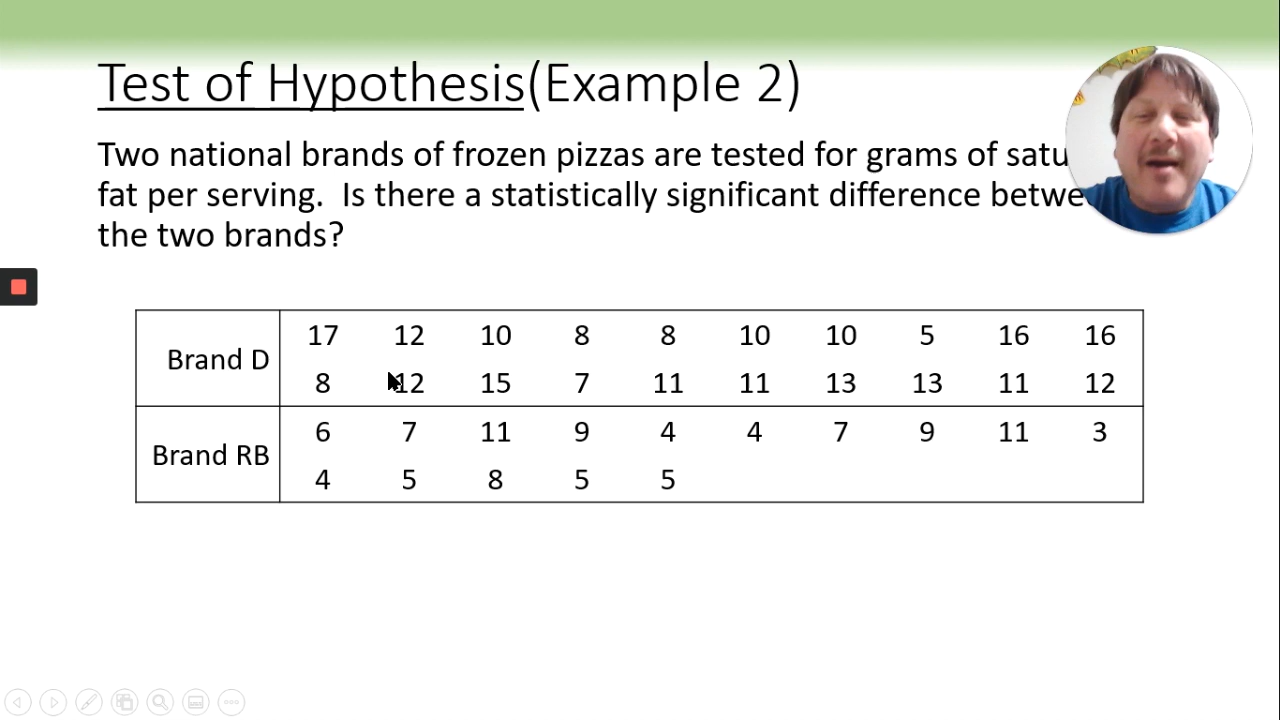 Test of Hypothesis(Example 2)
Two national brands of frozen pizzas are tested for grams of satu
fat per serving. Is there a statistically significant difference betwe
the two brands?
Brand D
17 12 10 8 8 10 10 5 16 16
8 12 15 7 11 11 13 13 11 12
Brand RB
6 7 11 9 4 4 7 9 11 3
4 5 8 5 5